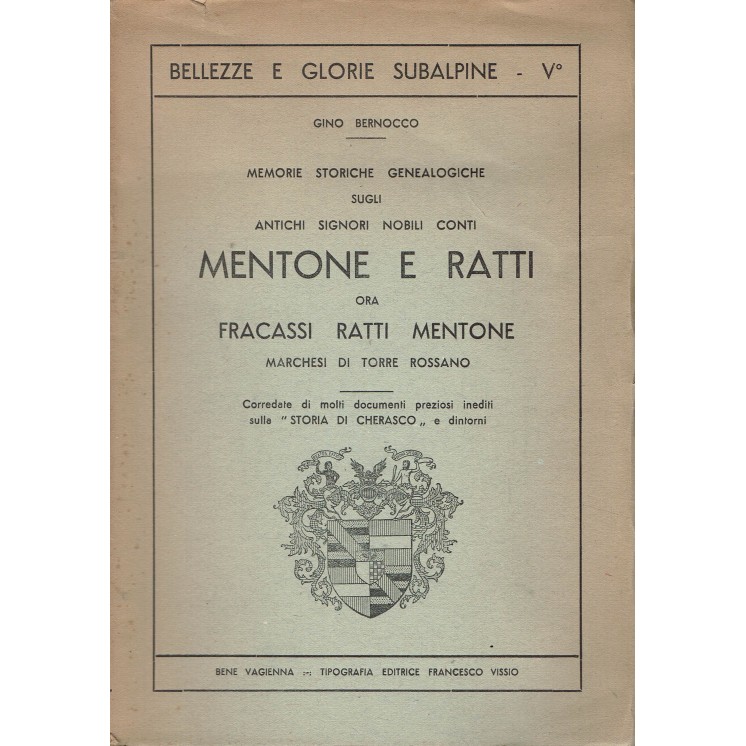 BELLEZZE E GLORIE SUBALPINE - V°
GINO BERNOCCO
MEMORIE STORICHE GENEALOGICHE
SUGLI
ANTICHI SIGNORI NOBILI CONTI
MENTONE E RATTI
ORA
FRACASSI RATTI MENTONE
MARCHESI DI TORRE ROSSANO
Corredate di molti documenti preziosi inediti
sulla "STORIA DI CHERASCO„ e dintorni
BENE VAGIENNA -:- TIPOGRAFIA EDITRICE FRANCESCO VISSIO